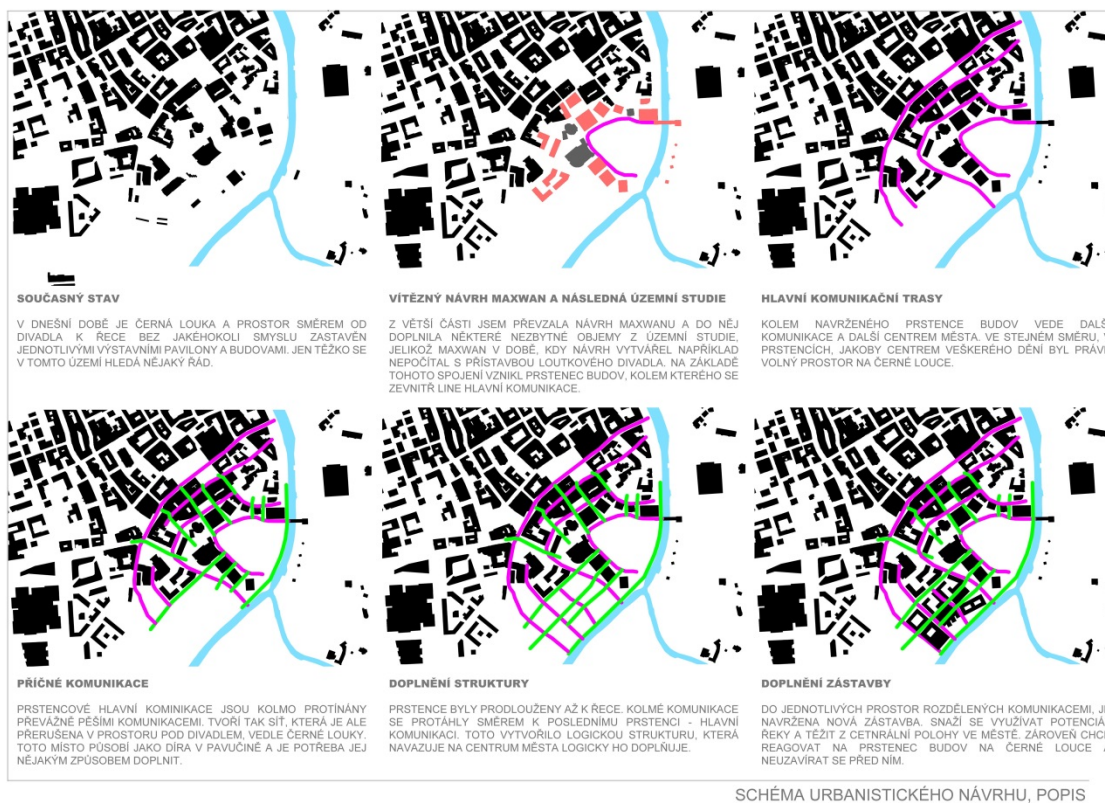 SOUČASNÝ STAV
V DNEŠNÍ DOBĚ JE ČERNÁ LOUKA A PROSTOR SMĚREM OD
DIVADLA K ŘECE BEZ JAKÉHOKOLI SMYSLU ZASTAVĚN
JEDNOTLIVÝMI VÝSTAVNÍMI PAVILONY A BUDOVAMI. JEN TĚŽKO SE
V TOMTO ÚZEMÍ HLEDÁ NĚJAKÝ ŘÁD.
VÍTĚZNÝ NÁVRH MAXWAN A NÁSLEDNÁ ÚZEMNÍ STUDIE
Z VĚTŠÍ ČÁSTI JSEM PŘEVZALA NÁVRH MAXWANU A DO NĚJ
DOPLNILA NĚKTERÉ NEZBYTNÉ OBJEMY Z ÚZEMNÍ STUDIE,
JELIKOŽ MAXWAN V DOBĚ, KDY NÁVRH VYTVÁŘEL NAPŘÍKLAD
NEPOČÍTAL S PŘÍSTAVBOU LOUTKOVÉHO DIVADLA. NA ZÁKLADĚ
TOHOTO SPOJENÍ VZNIKL PRSTENEC BUDOV, KOLEM KTERÉHO SE
ZEVNITŘ LINE HLAVNÍ KOMUNIKACE.
HLAVNÍ KOMUNIKAČNÍ TRASY
KOLEM NAVRŽENÉHO PRSTENCE BUDOV VEDE DALŠ
KOMUNIKACE A DALŠÍ CENTREM MĚSTA. VE STEJNÉM SMĚRU,
PRSTENCÍCH, JAKOBY CENTREM VEŠKERÉHO DĚNÍ BYL PRÁV
VOLNÝ PROSTOR NA ČERNÉ LOUCE.
PŘÍČNÉ KOMUNIKACE
PRSTENCOVÉ HLAVNÍ KOMINIKACE JSOU KOLMO PROTÍNÁNY
PŘEVÁŽNĚ PĚŠÍMI KOMUNIKACEMI. TVOŘÍ TAK SÍŤ, KTERÁ JE ALE
PŘERUŠENA V PROSTORU POD DIVADLEM, VEDLE ČERNÉ LOUKY.
TOTO MÍSTO PŮSOBÍ JAKO DÍRA V PAVUČINĚ A JE POTŘEBA JEJ
NĚJAKÝM ZPŮSOBEM DOPLNIT.
DOPLNĚNÍ STRUKTURY
PRSTENCE BYLY PRODLOUŽENY AŽ K ŘECE. KOLMÉ KOMUNIKACE
SE PROTÁHLY SMĚREM K POSLEDNÍMU PRSTENCI - HLAVNÍ
KOMUNIKACI. TOTO VYTVOŘILO LOGICKOU STRUKTURU, KTERÁ
NAVAZUJE NA CENTRUM MĚSTA LOGICKY HO DOPLŇUJE.
DOPLNĚNÍ ZÁSTAVBY
DO JEDNOTLIVÝCH PROSTOR ROZDĚLENÝCH KOMUNIKACEMI, J
NAVRŽENA NOVÁ ZÁSTAVBA. SNAŽÍ SE VYUŽÍVAT POTENCIÁ
ŘEKY A TĚŽIT Z CETNRÁLNÍ POLOHY VE MĚSTĚ. ZÁROVEŇ CHC
REAGOVAT NA PRSTENEC BUDOV NA ČERNÉ LOUCE
NEUZAVÍRAT SE PŘED NÍM.
SCHÉMA URBANISTICKÉHO NÁVRHU, POPIS